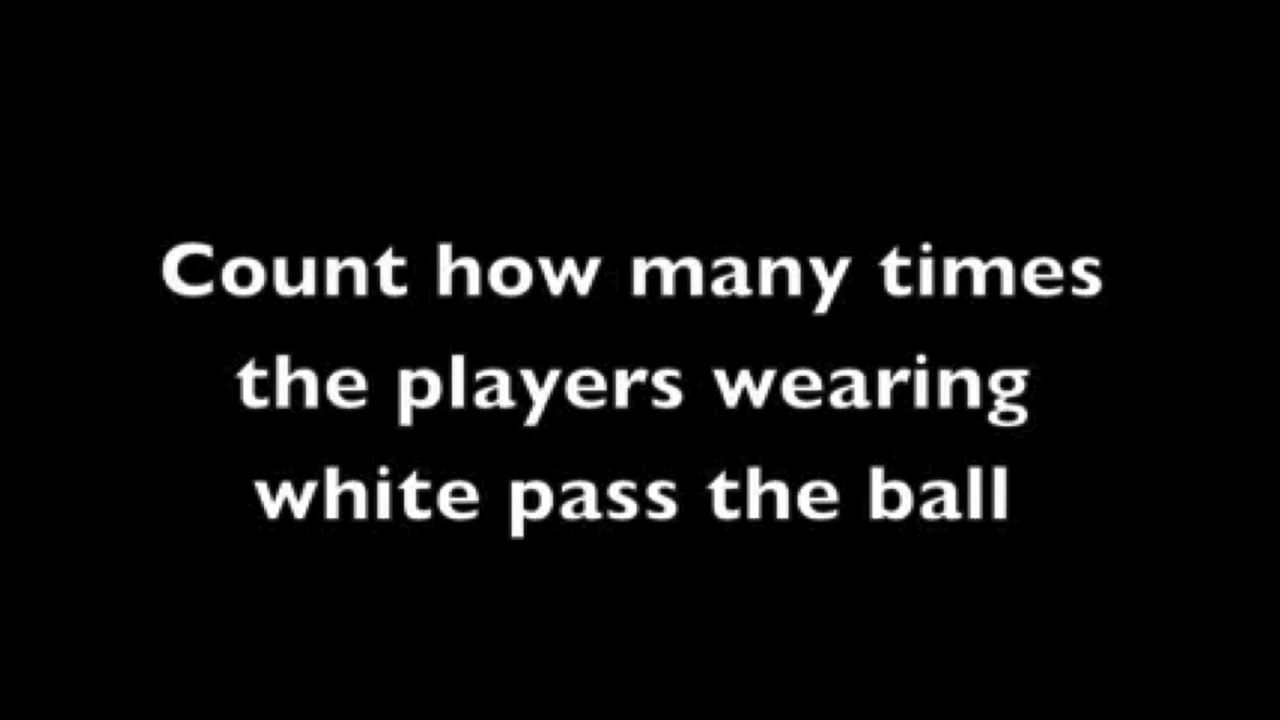 Count how many times
the players wearing
white pass the ball